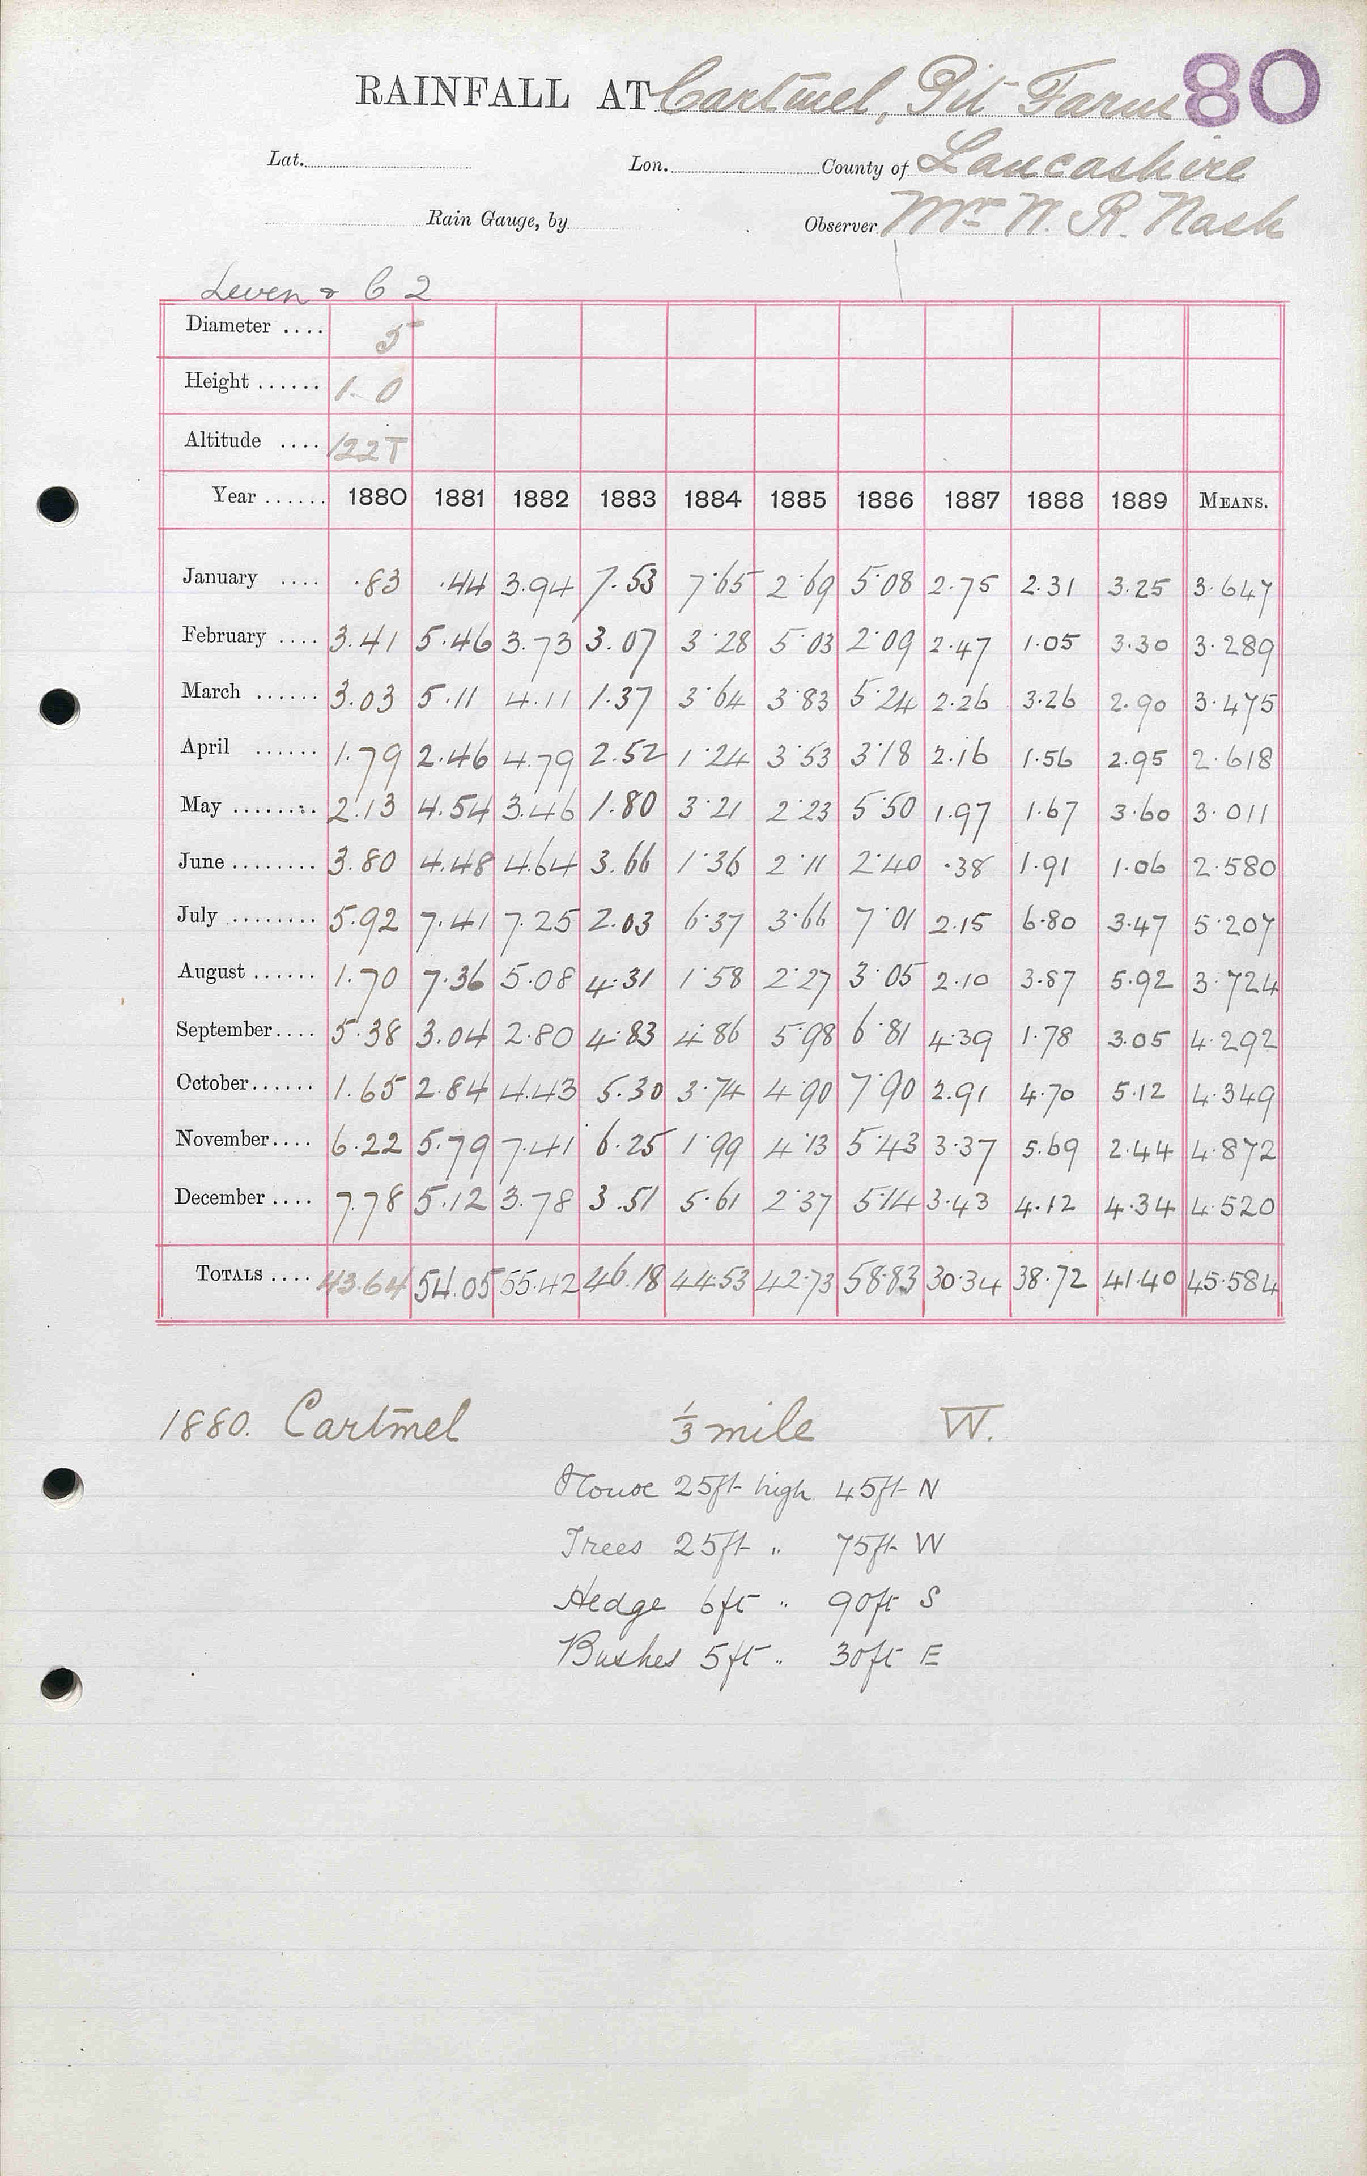 RAINFALL AT Cartmel, Pit Farm 80
Lat. Lon. County of Lancashire
Rain Gauge, by Observer Mr W. R. Nash
Leven & C 2
Diameter .... 5
Height ...... 1. 0
Altitude .... 122T
Year ...... 1880 1881 1882 1883 1884 1885 1886 1887 1888 1889 MEANS.
January .... .83 .44 3.94 7.53 7.65 2.69 5.08 2.75 2.31 3.25 3.647
February .... 3.41 5.46 3.73 3.07 3.28 5.03 2.09 2.47 1.05 3.30 3.289
March ...... 3.03 5.11 4.11 1.37 3.64 3.83 5.24 2.26 3.26 2.90 3.475
April ...... 1.79 2.46 4.79 2.52 1.24 3.53 3.18 2.16 1.56 2.95 2.618
May ........ 2.13 4.54 3.46 1.80 3.21 2.23 5.50 1.97 1.67 3.60 3.011
June ........ 3.80 4.48 4.64 3.66 1.36 2.11 2.40 .38 1.91 1.06 2.580
July ........ 5.92 7.41 7.25 2.03 6.37 3.66 7.01 2.15 6.80 3.47 5.207
August ...... 1.70 7.36 5.08 4.31 1.58 2.27 3.05 2.10 3.87 5.92 3.724
September.... 5.38 3.04 2.80 4.83 4.86 5.98 6.81 4.39 1.78 3.05 4.292
October...... 1.65 2.84 4.43 5.30 3.74 4.90 7.90 2.91 4.70 5.12 4.349
November.... 6.22 5.79 7.41 6.25 1.99 4.13 5.43 3.37 5.69 2.44 4.872
December .... 7.78 5.12 3.78 3.51 5.61 2.37 5.14 3.43 4.12 4.34 4.520
TOTALS .... 43.64 54.05 55.42 46.18 44.53 42.73 58.83 30.34 38.72 41.40 45.584
1880. Cartmel 1/3 mile W.
House 25ft high 45ft N
Trees 25ft " 75ft W
Hedge 6ft " 90ft S
Bushes 5ft " 30ft E